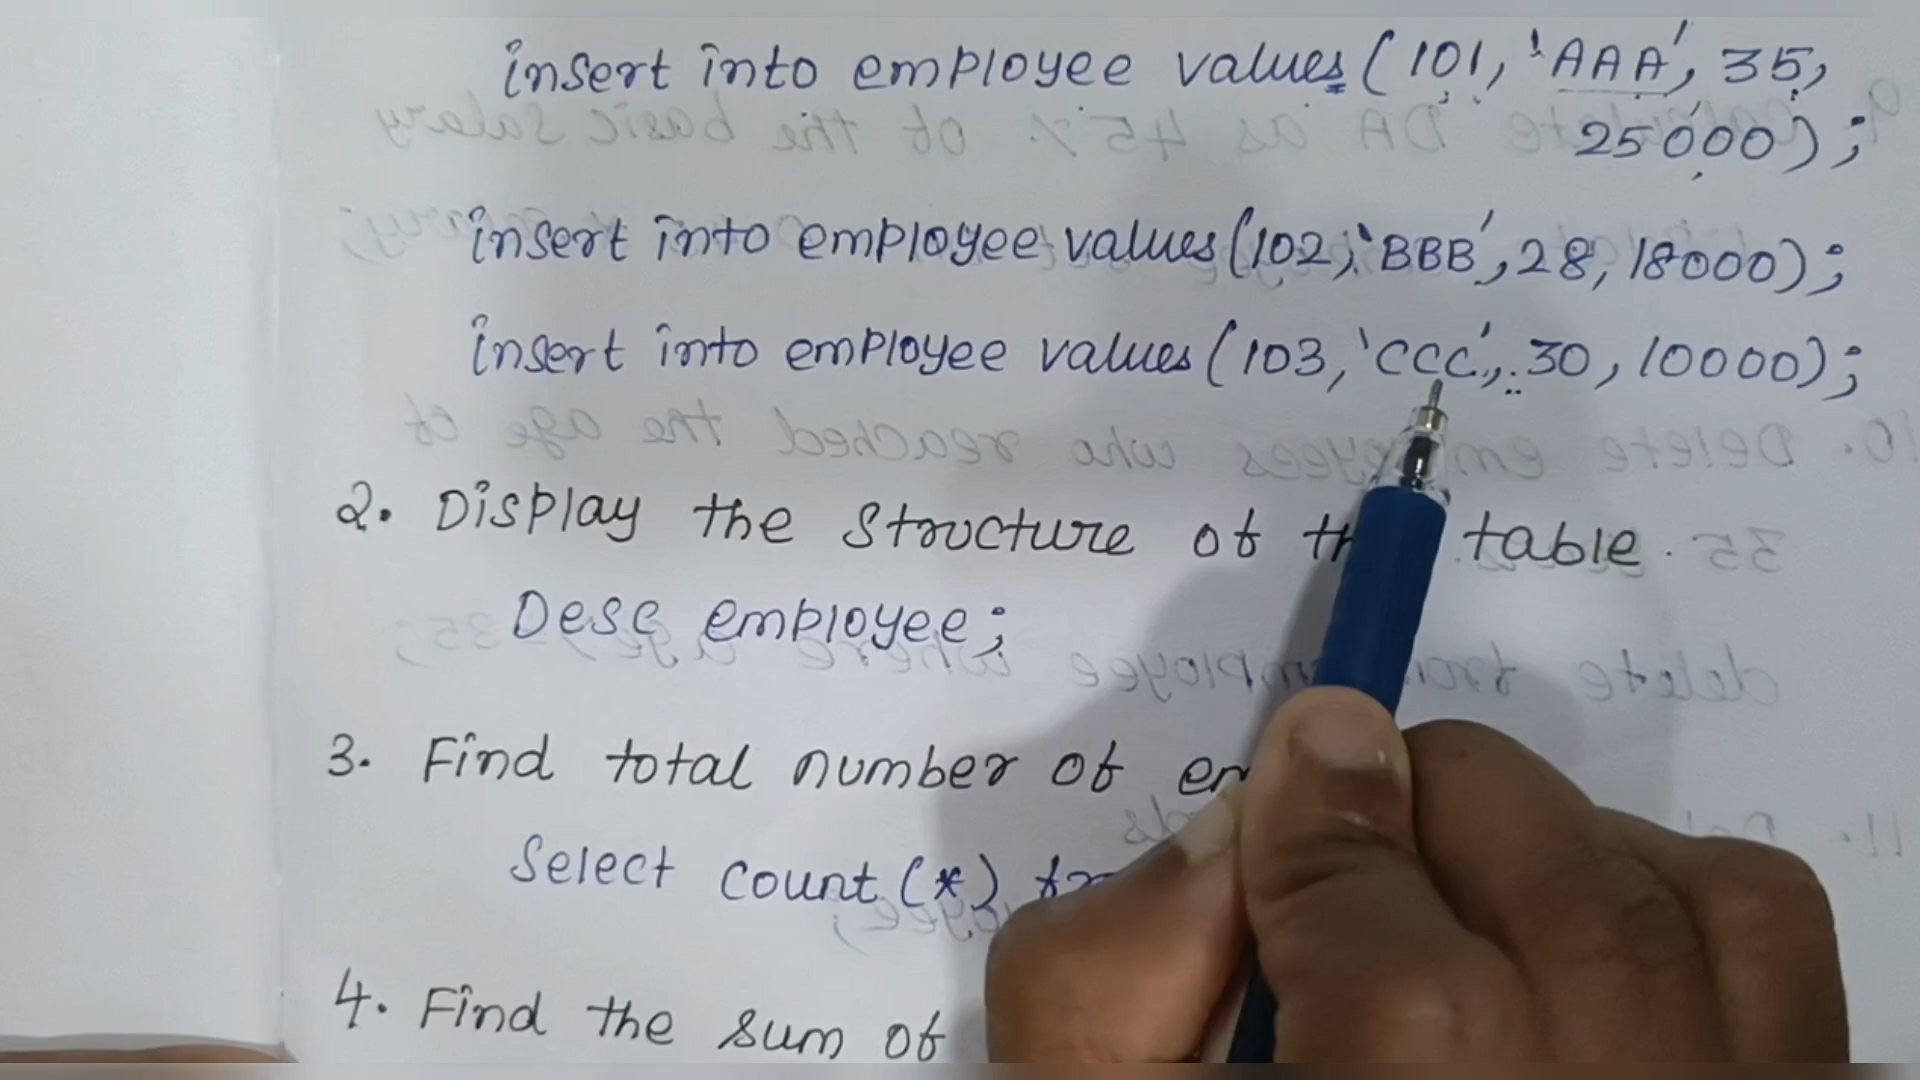 insert into employee values (101, 'AAA', 35,
25000);
insert into employee values (102, 'BBB', 28, 18000);
insert into employee values (103, 'CCC', 30, 10000);
2. Display the structure of the table.
Desc employee;
3. Find total number of
Select count (*)
4. Find the sum of